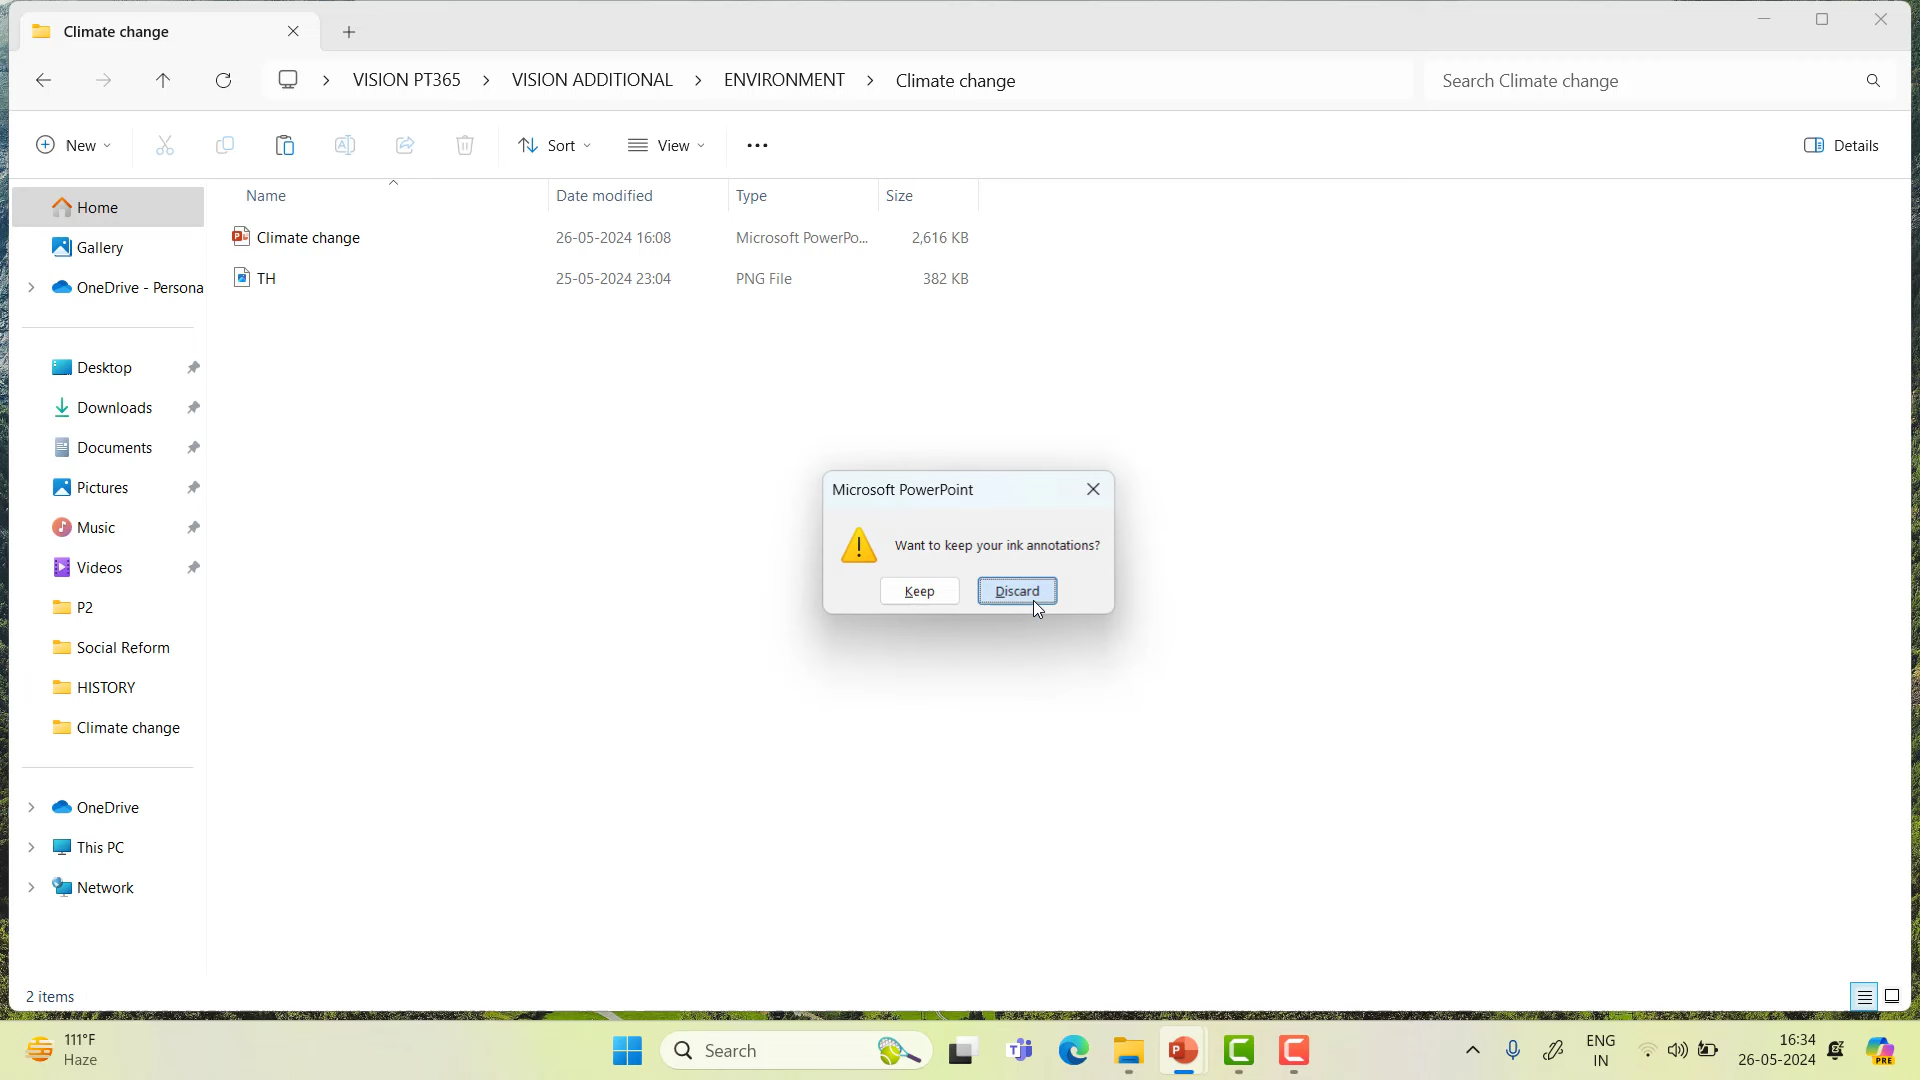 Climate change
VISION PT365 > VISION ADDITIONAL > ENVIRONMENT > Climate change
Search Climate change
New
Sort
View
Details
Name Date modified Type Size
Climate change 26-05-2024 16:08 Microsoft PowerPo... 2,616 KB
TH 25-05-2024 23:04 PNG File 382 KB
Home
Gallery
OneDrive - Persona
Desktop
Downloads
Documents
Pictures
Music
Videos
P2
Social Reform
HISTORY
Climate change
OneDrive
This PC
Network
Microsoft PowerPoint
Want to keep your ink annotations?
Keep Discard
2 items
111°F
Haze
Search
ENG
IN
16:34
26-05-2024
PRE